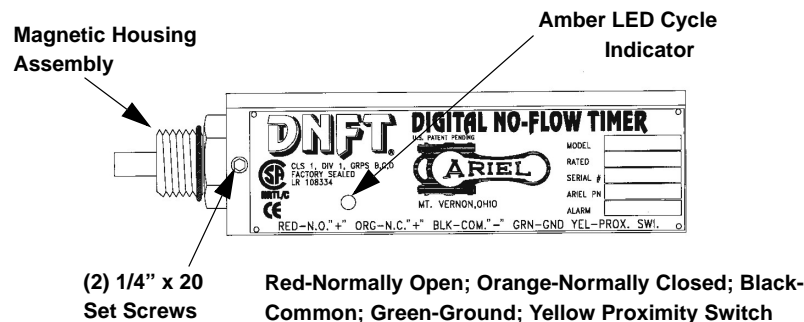 Magnetic Housing
Assembly
Amber LED Cycle
Indicator
DNFT®
DIGITAL NO-FLOW TIMER
U.S. PATENT PENDING
CLS 1, DIV 1, GRPS B,C,D
FACTORY SEALED
LR 108334
SA
NRTL/C
CE
ARIEL
MT. VERNON,OHIO
MODEL
RATED
SERIAL #
ARIEL PN
ALARM
RED-N.O."+" ORG-N.C."+" BLK-COM."-" GRN-GND YEL-PROX. SWI.
(2) 1/4” x 20
Set Screws
Red-Normally Open; Orange-Normally Closed; Black-
Common; Green-Ground; Yellow Proximity Switch